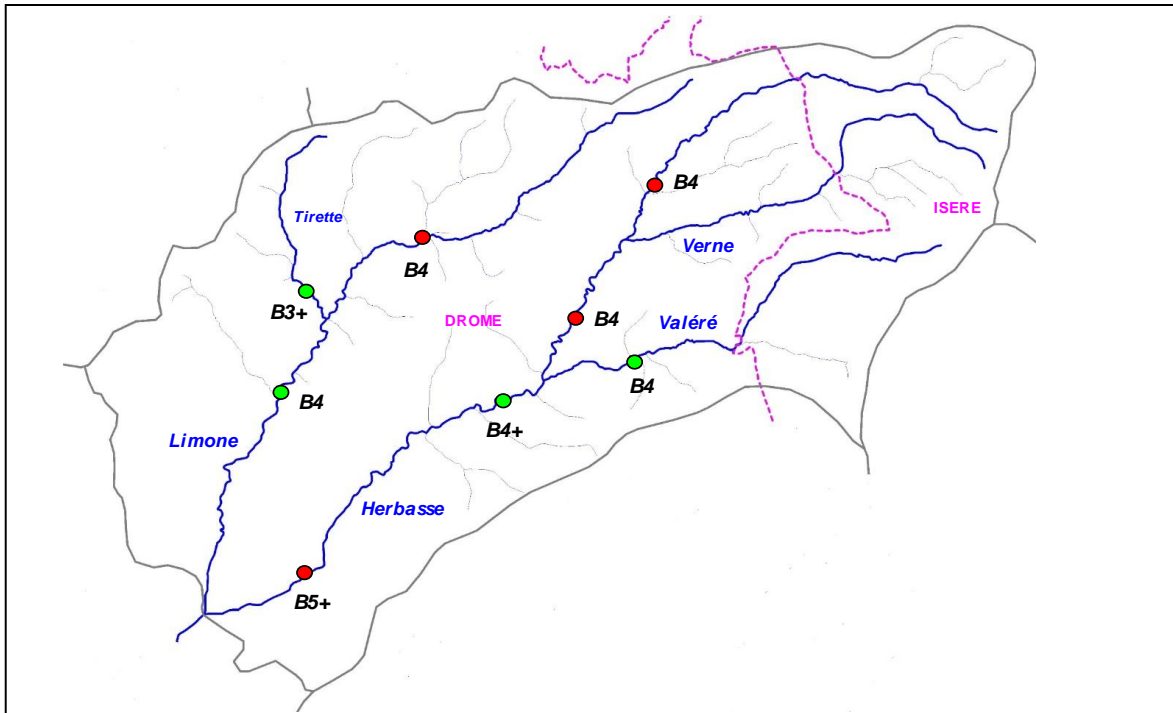 B4
ISERE
Tirette
B4
Verne
B3+
DROME
B4
Valéré
B4
B4
B4+
Limone
Herbasse
B5+